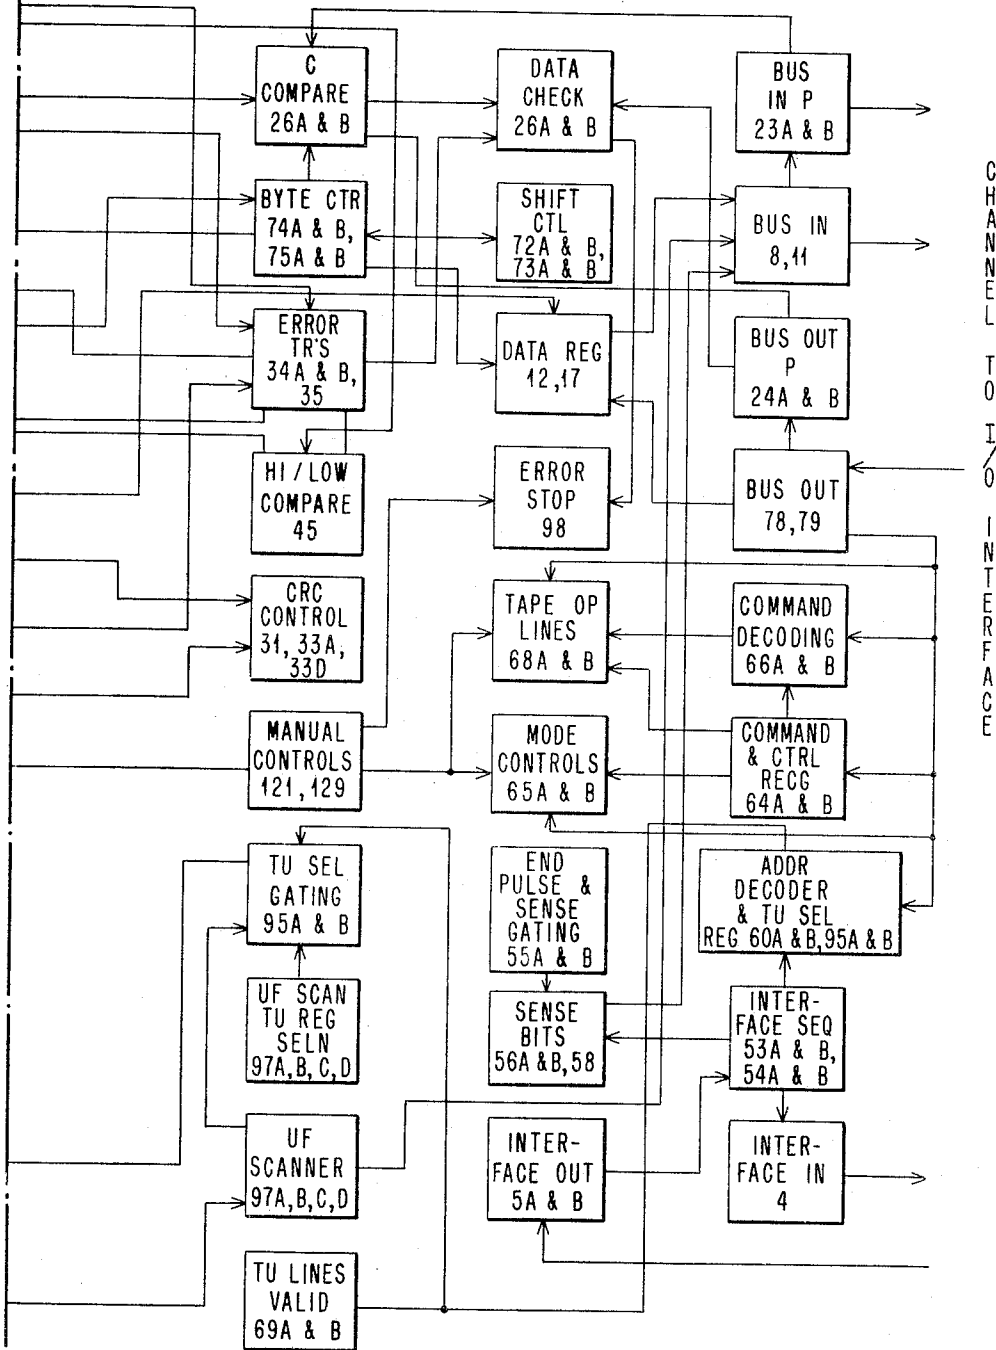 C
COMPARE
26A & B
DATA
CHECK
26A & B
BUS
IN P
23A & B
BYTE CTR
74A & B,
75A & B
SHIFT
CTL
72A & B,
73A & B
BUS IN
8,11
ERROR
TR'S
34A & B,
35
DATA REG
12,17
BUS OUT
P
24A & B
HI/LOW
COMPARE
45
ERROR
STOP
98
BUS OUT
78,79
CRC
CONTROL
31, 33A,
33D
TAPE OP
LINES
68A & B
COMMAND
DECODING
66A & B
MANUAL
CONTROLS
121,129
MODE
CONTROLS
65A & B
COMMAND
& CTRL
RECG
64A & B
TU SEL
GATING
95A & B
END
PULSE &
SENSE
GATING
55A & B
ADDR
DECODER
& TU SEL
REG 60A & B,95A & B
UF SCAN
TU REG
SELN
97A,B,C,D
SENSE
BITS
56A & B,58
INTER-
FACE SEQ
53A & B,
54A & B
UF
SCANNER
97A,B,C,D
INTER-
FACE OUT
5A & B
INTER-
FACE IN
4
TU LINES
VALID
69A & B
CHANNEL TO I/O INTERFACE